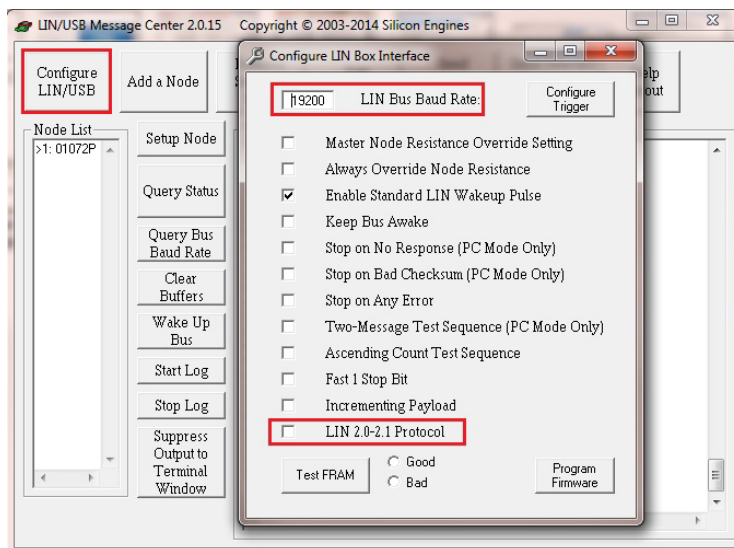 LIN/USB Message Center 2.0.15 Copyright © 2003-2014 Silicon Engines
Configure
LIN/USB
Add a Node
Configure LIN Box Interface
19200 LIN Bus Baud Rate:
Configure
Trigger
Master Node Resistance Override Setting
Always Override Node Resistance
Enable Standard LIN Wakeup Pulse
Keep Bus Awake
Stop on No Response (PC Mode Only)
Stop on Bad Checksum (PC Mode Only)
Stop on Any Error
Two-Message Test Sequence (PC Mode Only)
Ascending Count Test Sequence
Fast 1 Stop Bit
Incrementing Payload
LIN 2.0-2.1 Protocol
Test FRAM
Good
Bad
Program
Firmware
Node List
>1: 01072P
Setup Node
Query Status
Query Bus
Baud Rate
Clear
Buffers
Wake Up
Bus
Start Log
Stop Log
Suppress
Output to
Terminal
Window